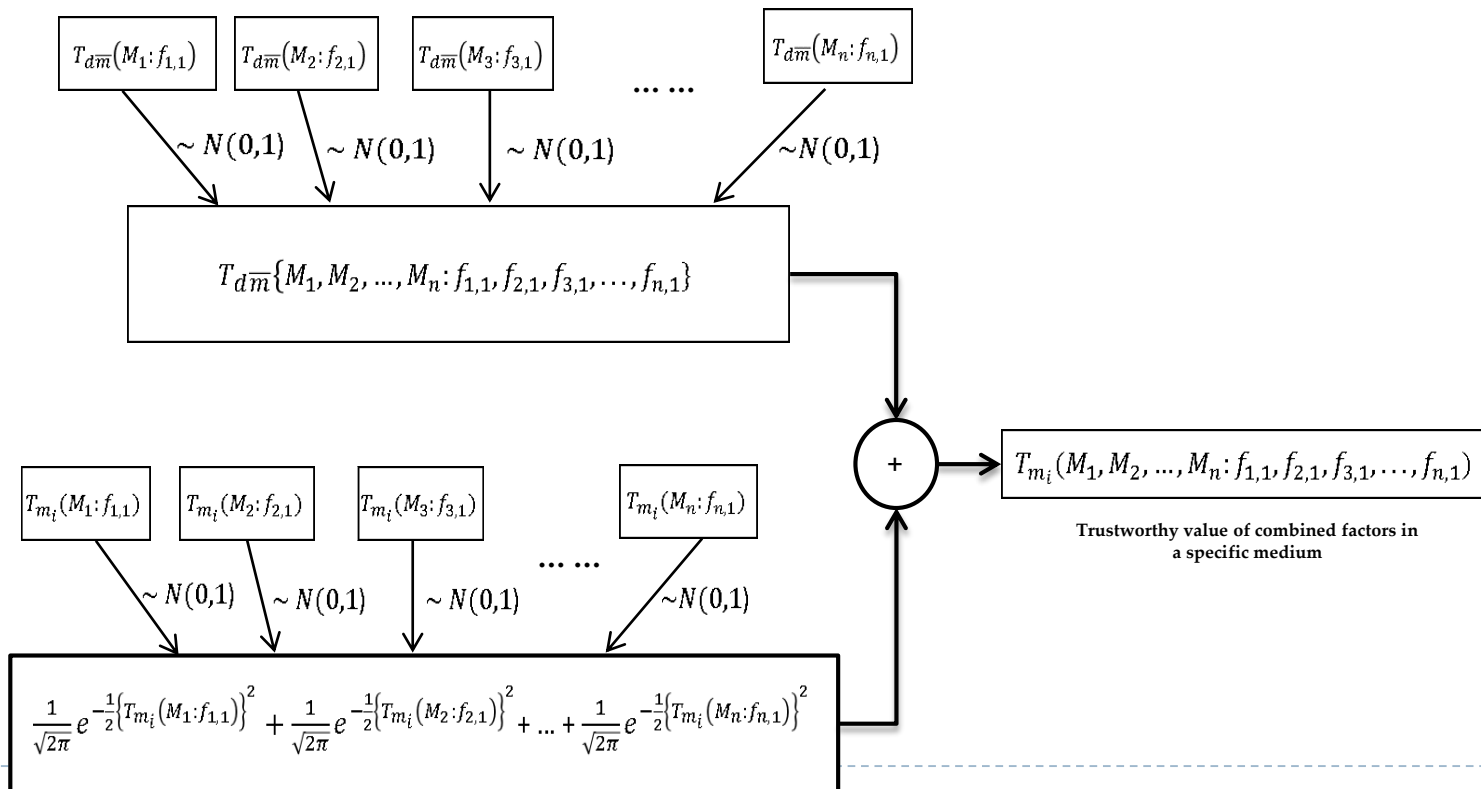 T_{d\overline{m}}(M_1:f_{1,1}) T_{d\overline{m}}(M_2:f_{2,1}) T_{d\overline{m}}(M_3:f_{3,1}) ... ... T_{d\overline{m}}(M_n:f_{n,1})
~ N(0,1) ~ N(0,1) ~ N(0,1) ~N(0,1)
T_{d\overline{m}}{M_1, M_2, ..., M_n: f_{1,1}, f_{2,1}, f_{3,1}, . . . , f_{n,1}}
+
T_{m_i}(M_1, M_2, ..., M_n: f_{1,1}, f_{2,1}, f_{3,1}, . . . , f_{n,1})
Trustworthy value of combined factors in
a specific medium
T_{m_i}(M_1:f_{1,1}) T_{m_i}(M_2:f_{2,1}) T_{m_i}(M_3:f_{3,1}) ... ... T_{m_i}(M_n:f_{n,1})
~ N(0,1) ~ N(0,1) ~ N(0,1) ~N(0,1)
\frac{1}{\sqrt{2π}} e^{-\frac{1}{2}{T_{m_i}(M_1:f_{1,1})}^2} + \frac{1}{\sqrt{2π}} e^{-\frac{1}{2}{T_{m_i}(M_2:f_{2,1})}^2} + ... + \frac{1}{\sqrt{2π}} e^{-\frac{1}{2}{T_{m_i}(M_n:f_{n,1})}^2}